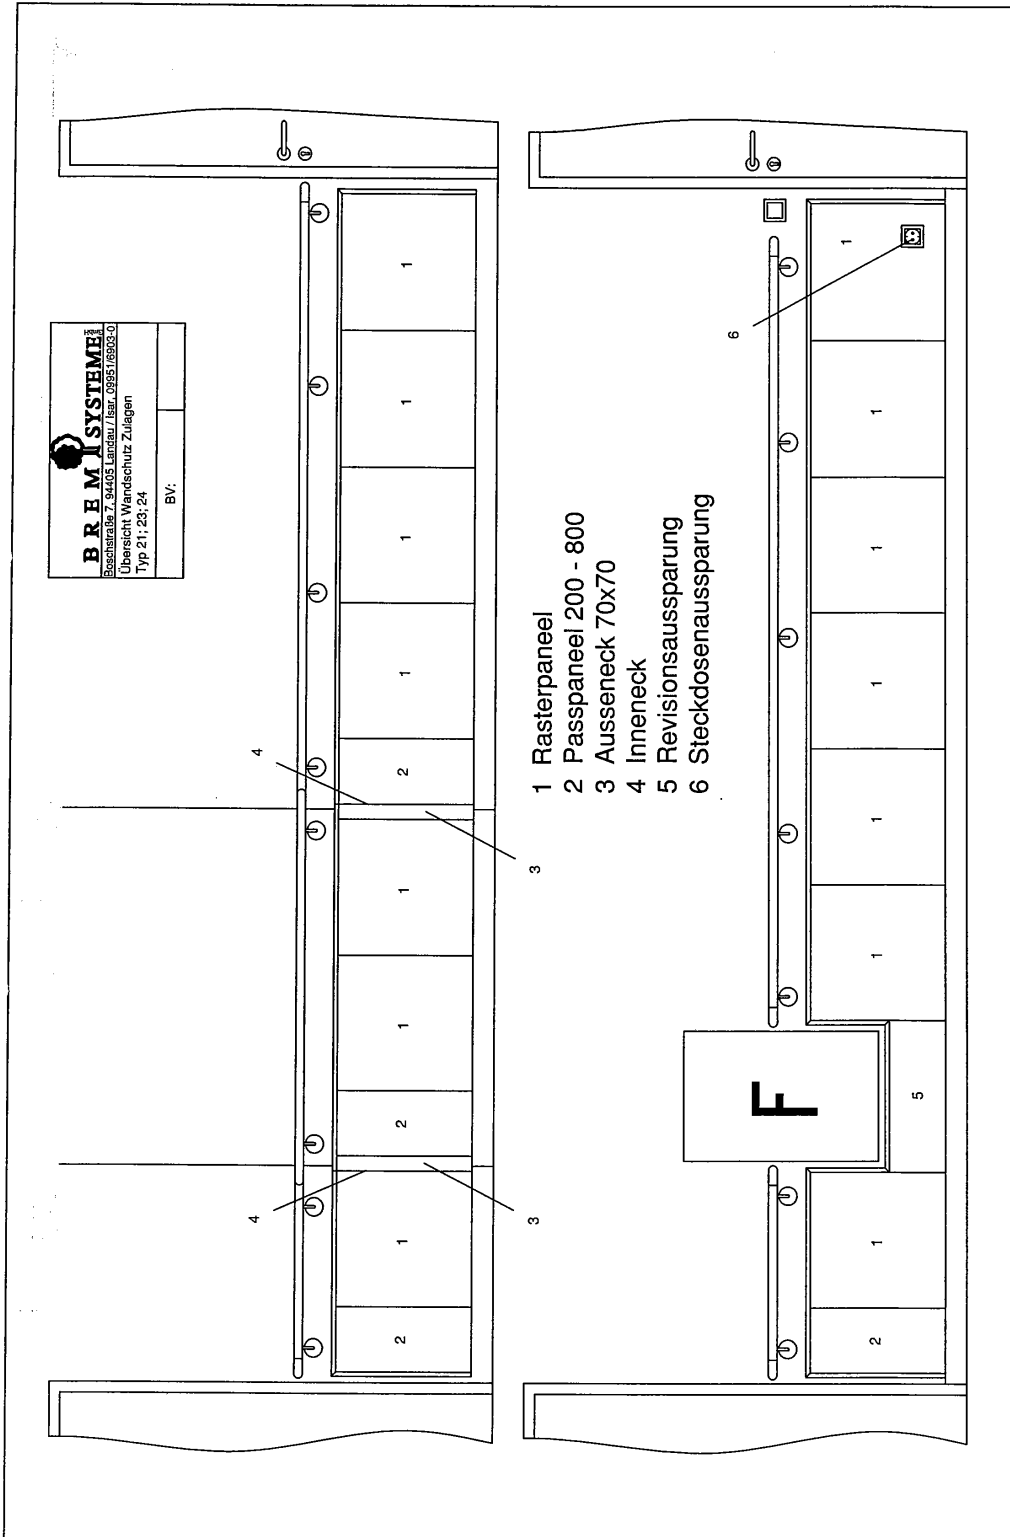 BREM SYSTEME
Boschstraße 7, 94405 Landau / Isar, 09951/6903-0
Übersicht Wandschutz Zulagen
Typ 21; 23; 24
BV:
4 4
2 1 2 1 1 2 1 1 1 1
3 3
1 Rasterpaneel
2 Passpaneel 200 - 800
3 Ausseneck 70x70
4 Inneneck
5 Revisionsaussparung
6 Steckdosenaussparung
6
F
1
2 1 1 1 1 1 1
5